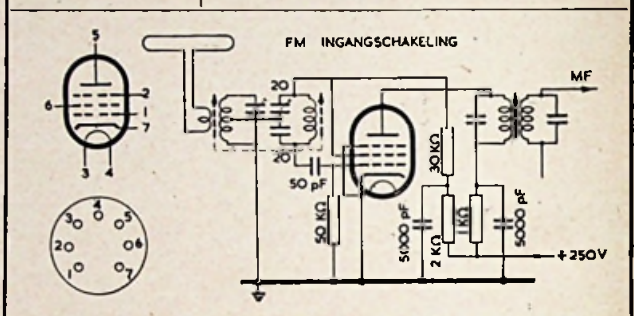 FM INGANGSCHAKELING
5
6
2
1
7
3 4
20
20
50 pF
50 KΩ
30 KΩ
5000 pF
2 KΩ
1 KΩ
5000 pF
MF
+250V
4
3 5
2 6
1 7